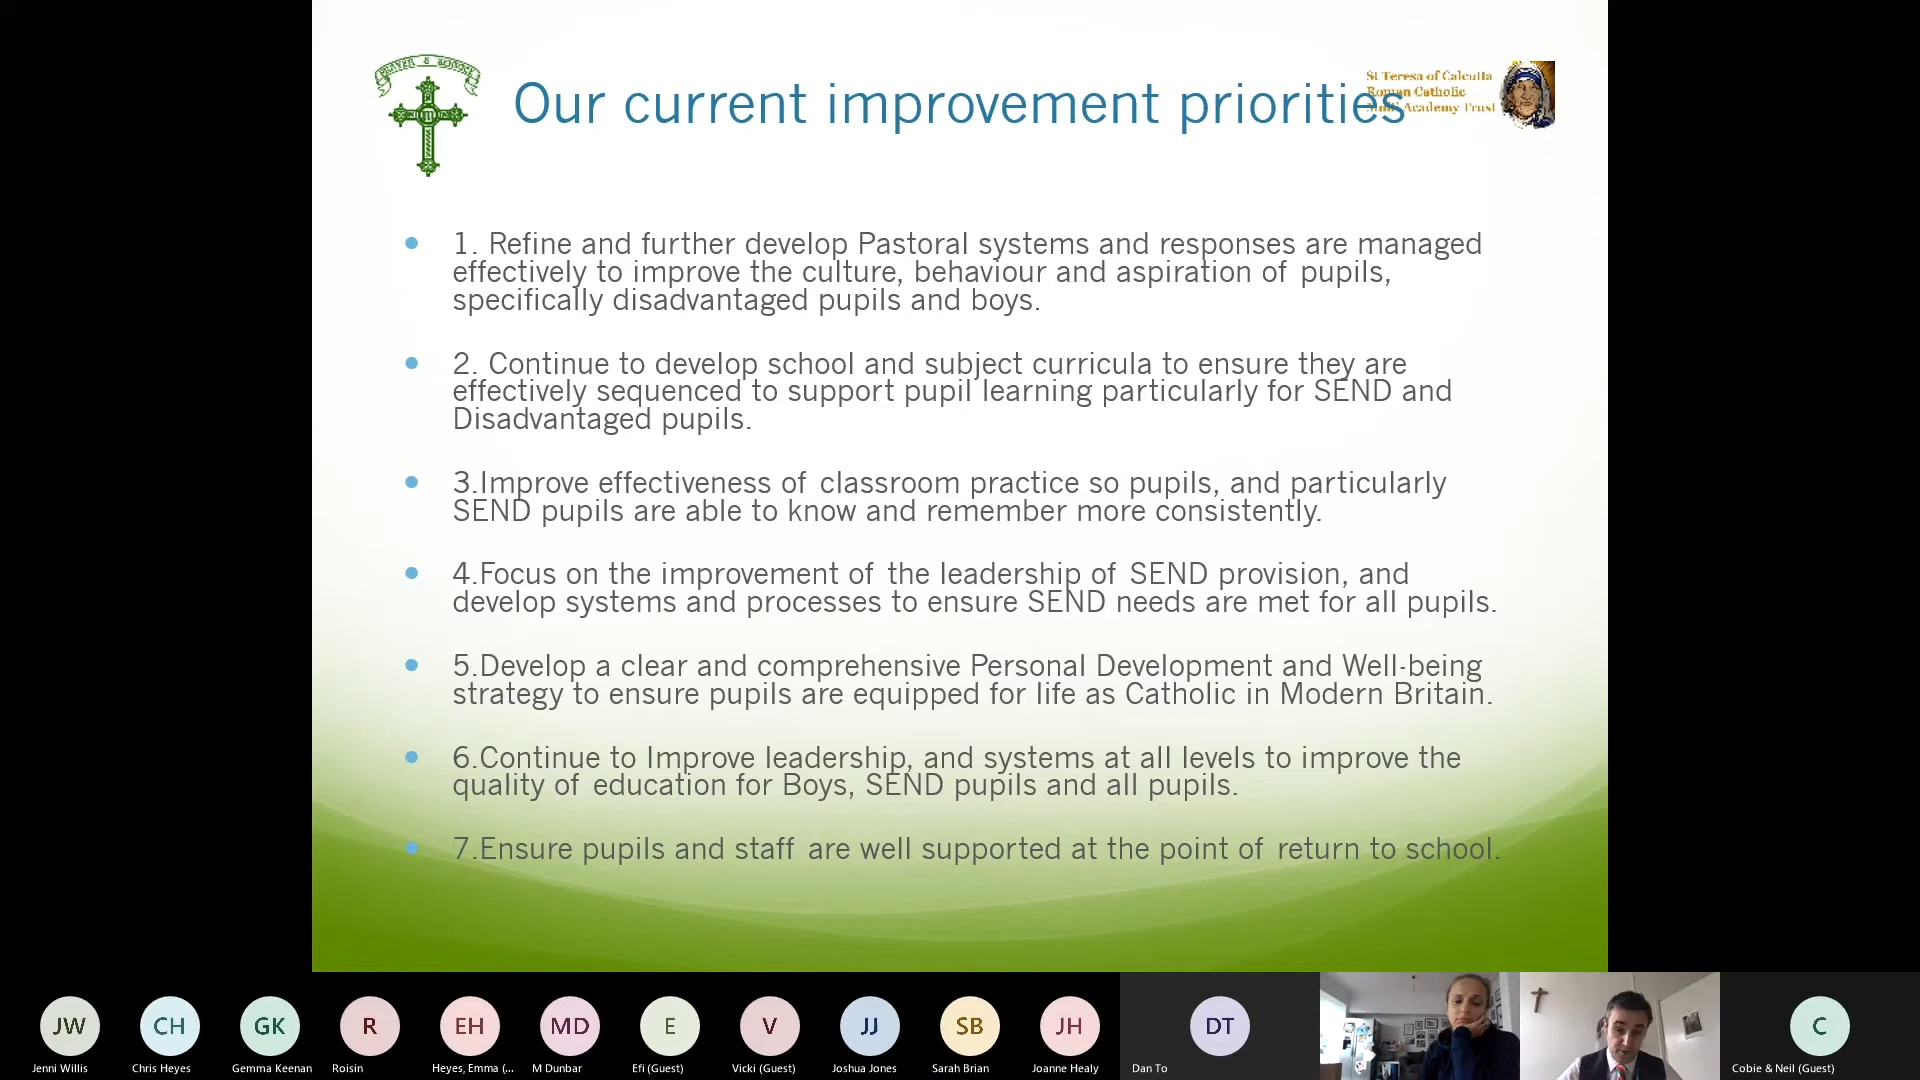 PRAYER &
Our current improvement priorities
St Teresa of Calcutta
Roman Catholic
Multi Academy Trust
1. Refine and further develop Pastoral systems and responses are managed
effectively to improve the culture, behaviour and aspiration of pupils,
specifically disadvantaged pupils and boys.
2. Continue to develop school and subject curricula to ensure they are
effectively sequenced to support pupil learning particularly for SEND and
Disadvantaged pupils.
3.Improve effectiveness of classroom practice so pupils, and particularly
SEND pupils are able to know and remember more consistently.
4.Focus on the improvement of the leadership of SEND provision, and
develop systems and processes to ensure SEND needs are met for all pupils.
5.Develop a clear and comprehensive Personal Development and Well-being
strategy to ensure pupils are equipped for life as Catholic in Modern Britain.
6.Continue to Improve leadership, and systems at all levels to improve the
quality of education for Boys, SEND pupils and all pupils.
7.Ensure pupils and staff are well supported at the point of return to school.
JW CH GK R EH MD E V JJ SB JH DT C
Jenni Willis Chris Heyes Gemma Keenan Roisin Heyes, Emma (... M Dunbar Efi (Guest) Vicki (Guest) Joshua Jones Sarah Brian Joanne Healy Dan To Cobie & Neil (Guest)